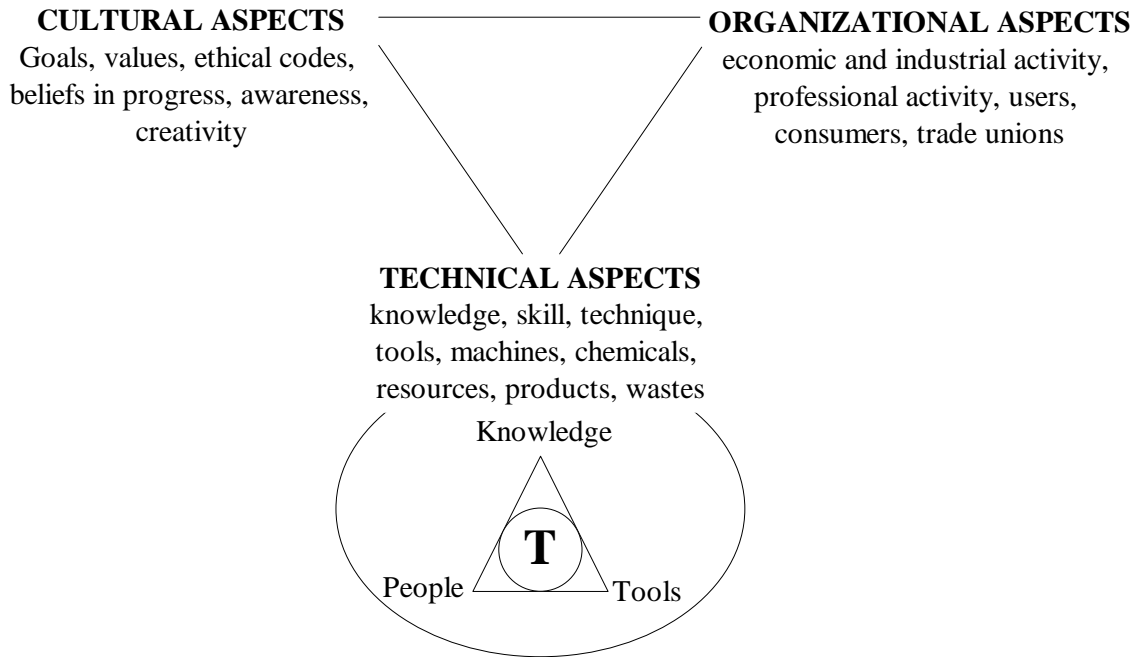 CULTURAL ASPECTS
Goals, values, ethical codes,
beliefs in progress, awareness,
creativity
ORGANIZATIONAL ASPECTS
economic and industrial activity,
professional activity, users,
consumers, trade unions
TECHNICAL ASPECTS
knowledge, skill, technique,
tools, machines, chemicals,
resources, products, wastes
Knowledge
T
People
Tools